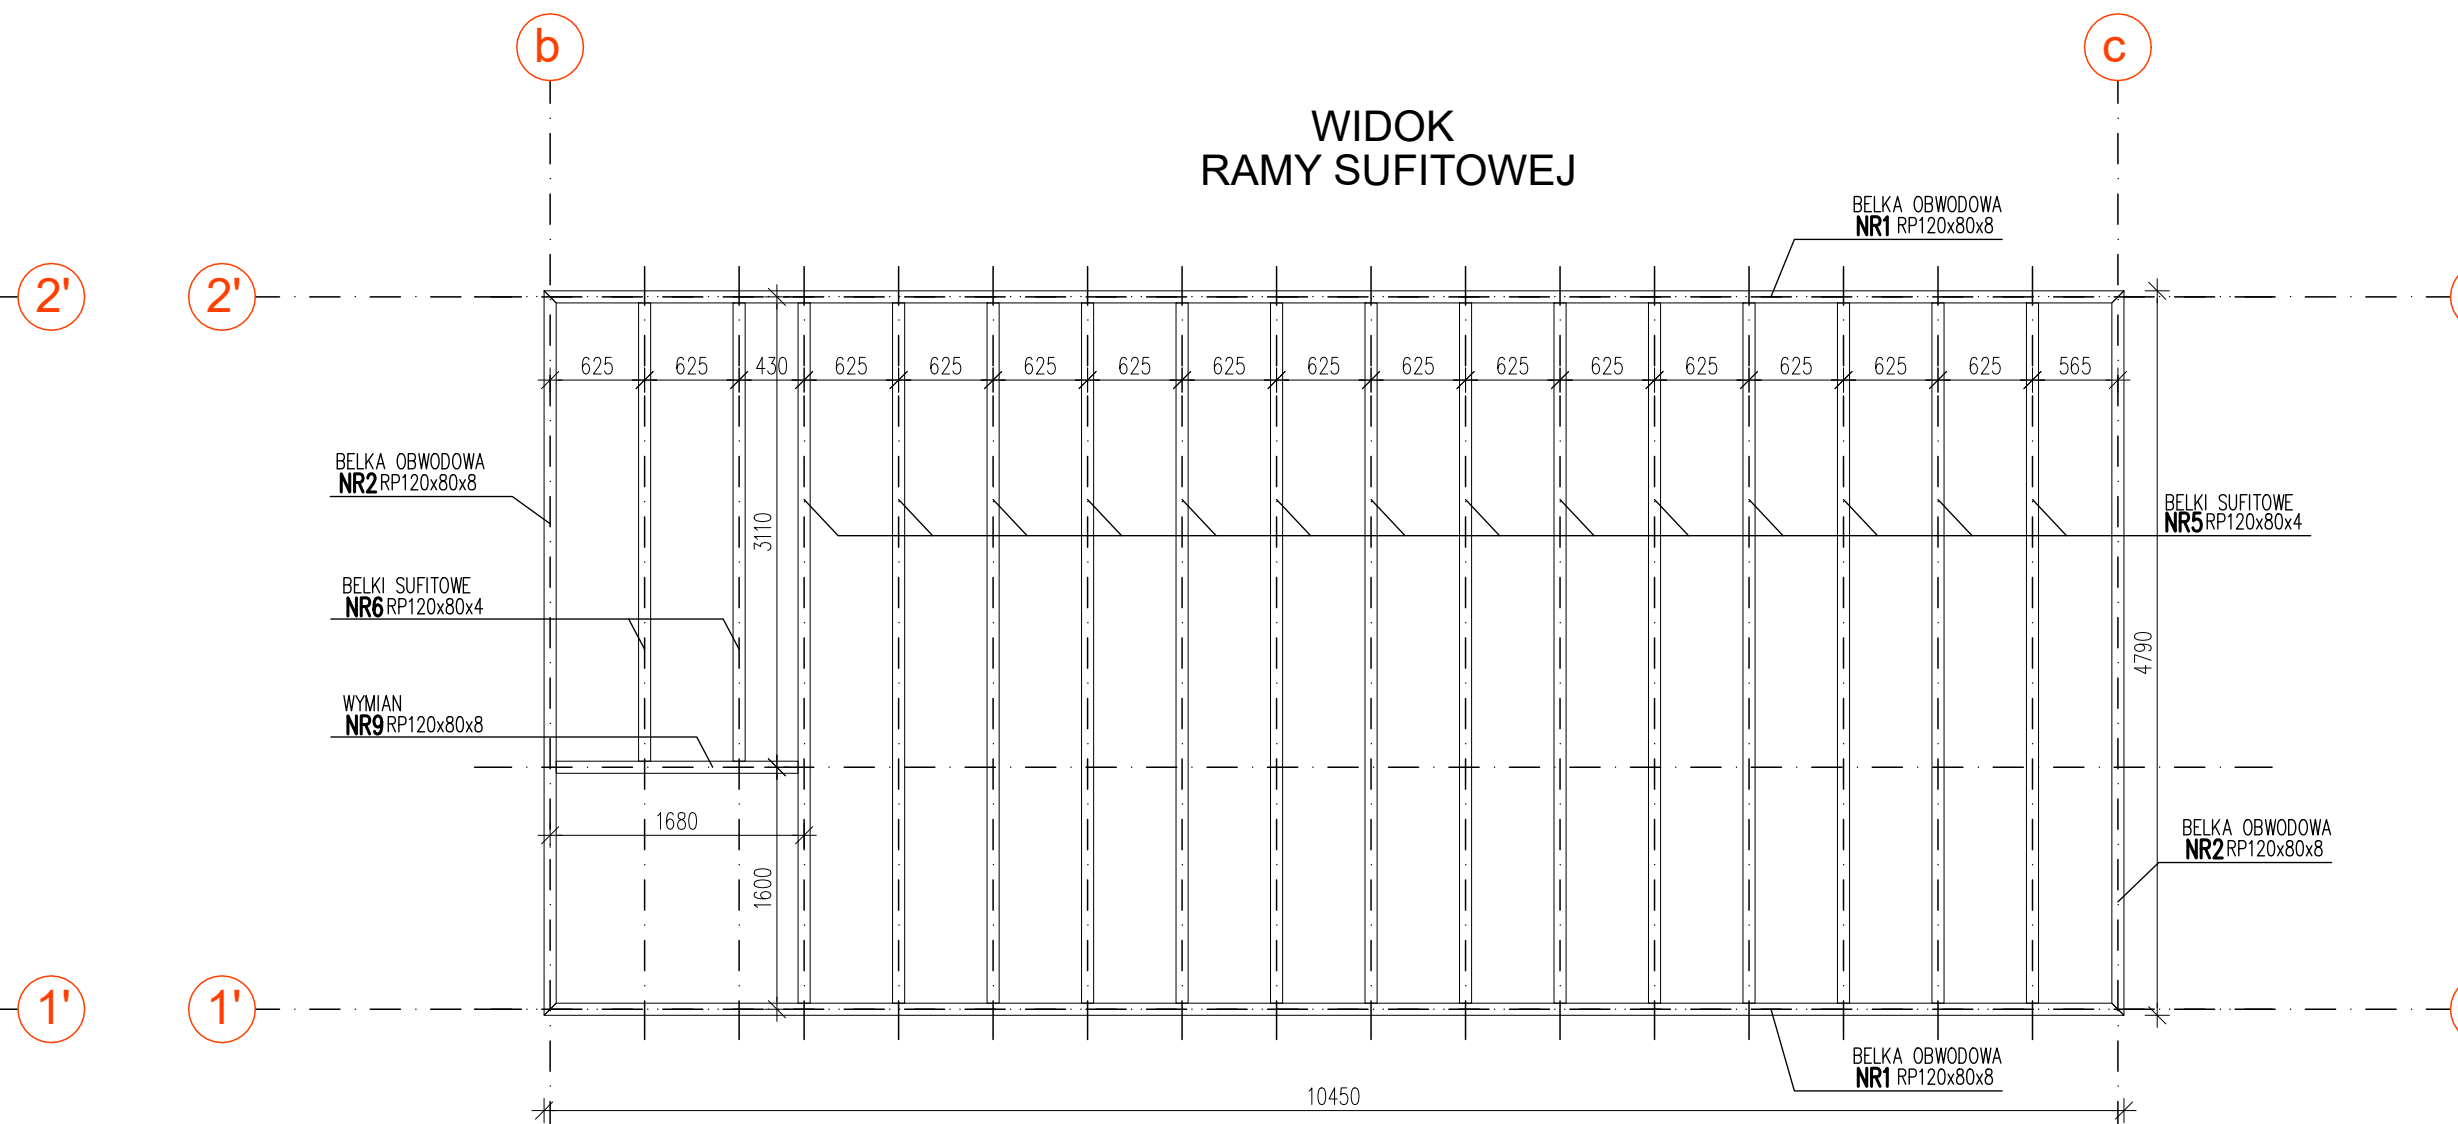 b
c
WIDOK
RAMY SUFITOWEJ
BELKA OBWODOWA
NR1 RP120x80x8
2'
2'
625 625 430 625 625 625 625 625 625 625 625 625 625 625 625 625 565
BELKA OBWODOWA
NR2 RP120x80x8
3110
BELKI SUFITOWE
NR5 RP120x80x4
BELKI SUFITOWE
NR6 RP120x80x4
4790
WYMIAN
NR9 RP120x80x8
1680
BELKA OBWODOWA
NR2 RP120x80x8
1600
1'
1'
BELKA OBWODOWA
NR1 RP120x80x8
10450